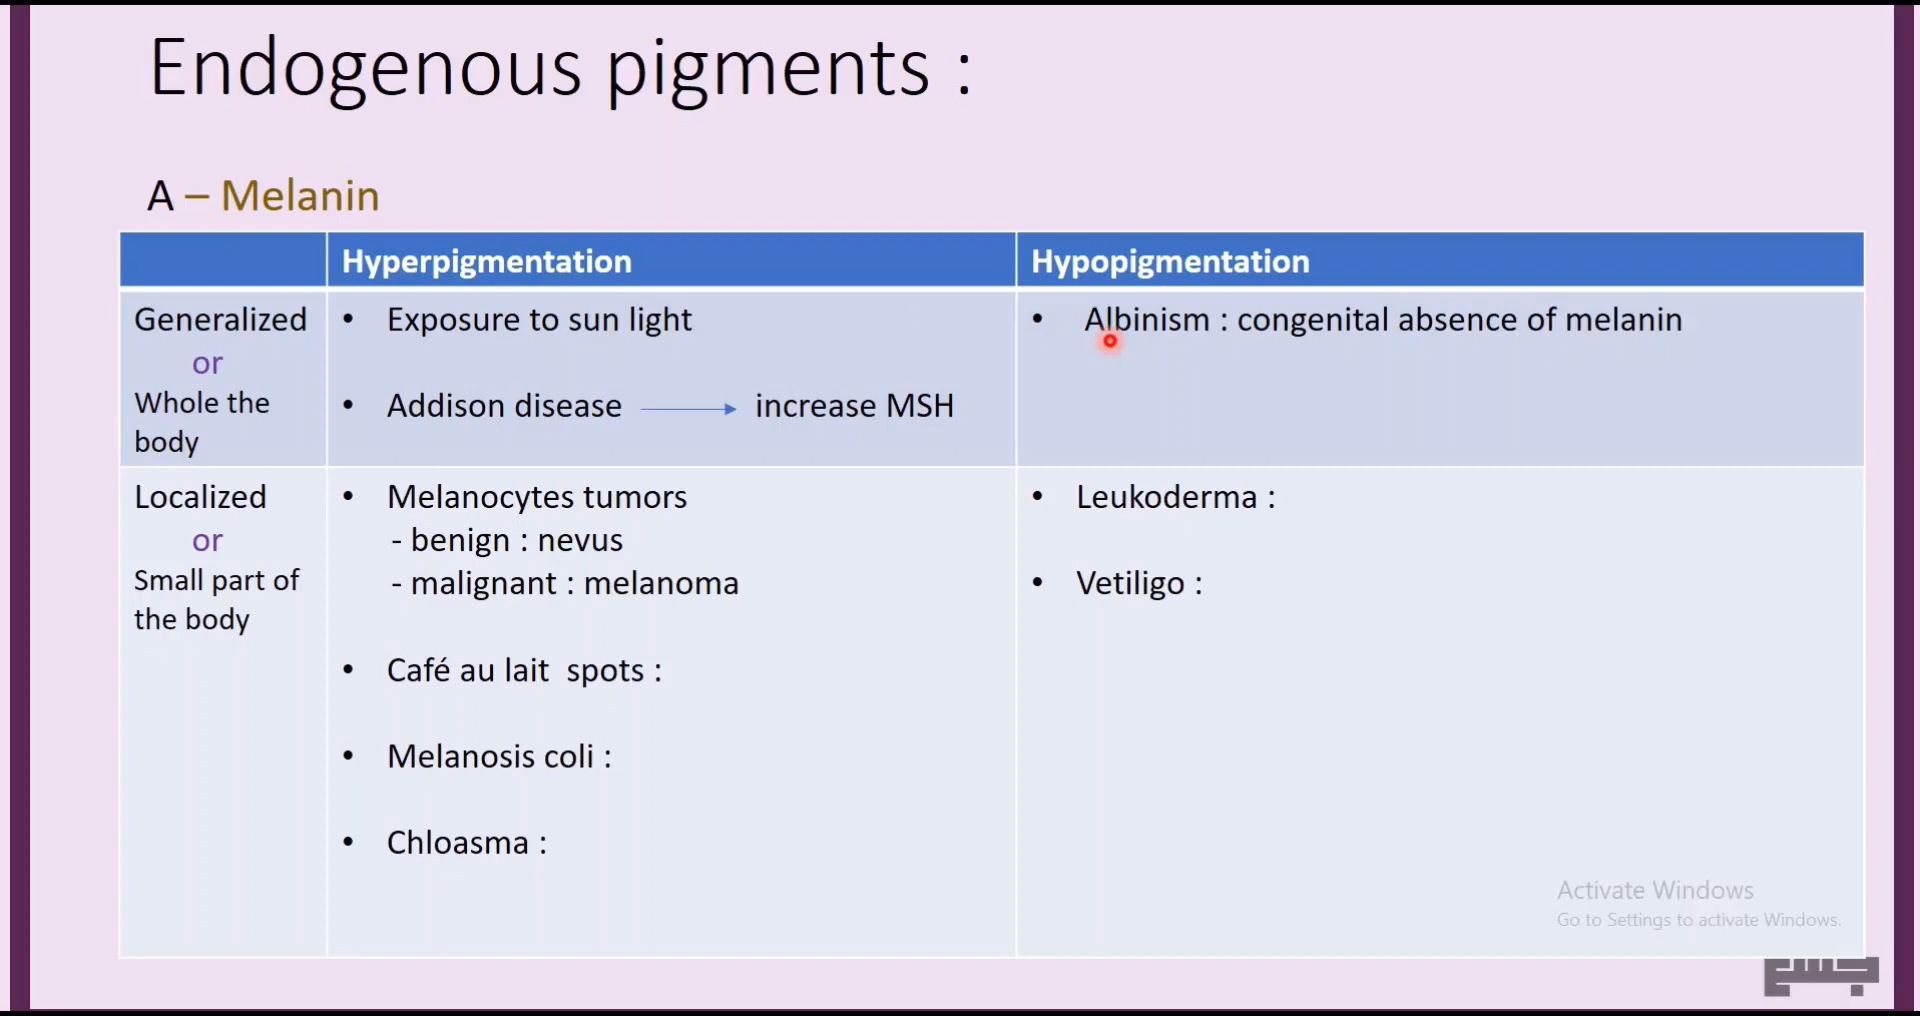 Endogenous pigments :
A – Melanin
Hyperpigmentation
Hypopigmentation
Generalized
or
Whole the
body
• Exposure to sun light
• Addison disease → increase MSH
• Albinism : congenital absence of melanin
Localized
or
Small part of
the body
• Melanocytes tumors
- benign : nevus
- malignant : melanoma
• Café au lait spots :
• Melanosis coli :
• Chloasma :
• Leukoderma :
• Vetiligo :
Activate Windows
Go to Settings to activate Windows.